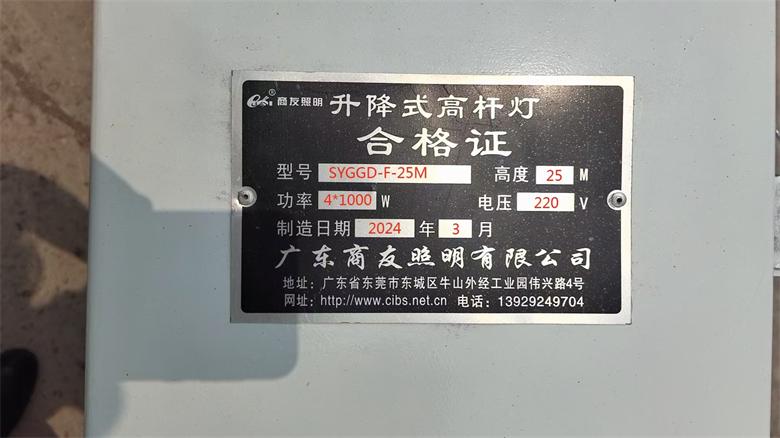 商友照明 升降式高杆灯
合格证
型号 SYGGD-F-25M 高度 25 M
功率 4*1000 W 电压 220 V
制造日期 2024 年 3 月
广东商友照明有限公司
地址: 广东省东莞市东城区牛山外经工业园伟兴路4号
网址: http://www.cibs.net.cn 电话: 13929249704